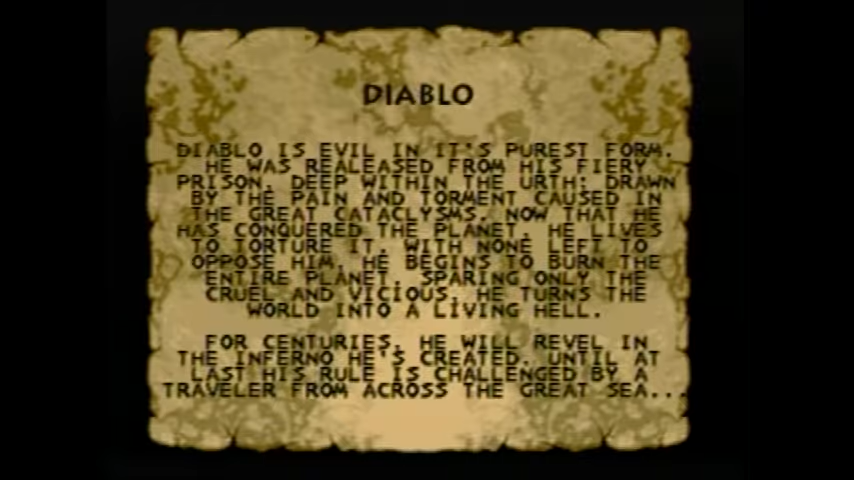 DIABLO
DIABLO IS EVIL IN IT'S PUREST FORM.
HE WAS REALEASED FROM HIS FIERY
PRISON, DEEP WITHIN THE URTH; DRAWN
BY THE PAIN AND TORMENT CAUSED IN
THE GREAT CATACLYSMS. NOW THAT HE
HAS CONQUERED THE PLANET, HE LIVES
TO TORTURE IT. WITH NONE LEFT TO
OPPOSE HIM, HE BEGINS TO BURN THE
ENTIRE PLANET. SPARING ONLY THE
CRUEL AND VICIOUS, HE TURNS THE
WORLD INTO A LIVING HELL.
FOR CENTURIES, HE WILL REVEL IN
THE INFERNO HE'S CREATED, UNTIL AT
LAST HIS RULE IS CHALLENGED BY A
TRAVELER FROM ACROSS THE GREAT SEA...